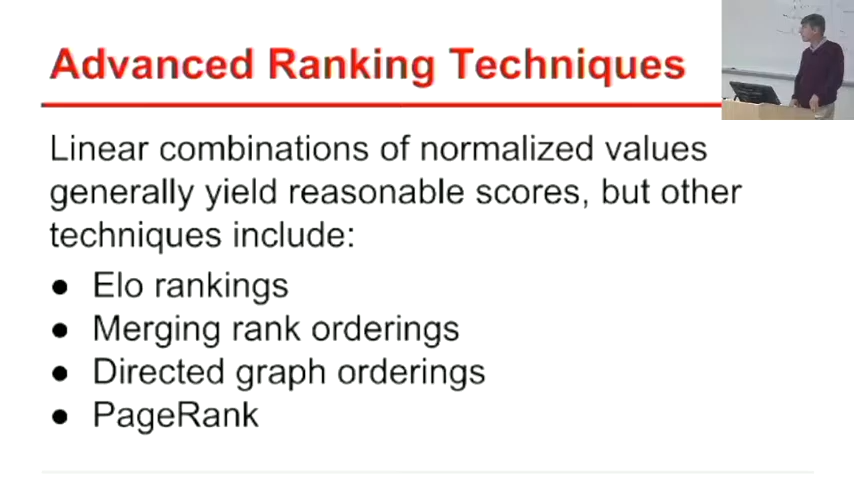 Advanced Ranking Techniques
Linear combinations of normalized values
generally yield reasonable scores, but other
techniques include:
● Elo rankings
● Merging rank orderings
● Directed graph orderings
● PageRank